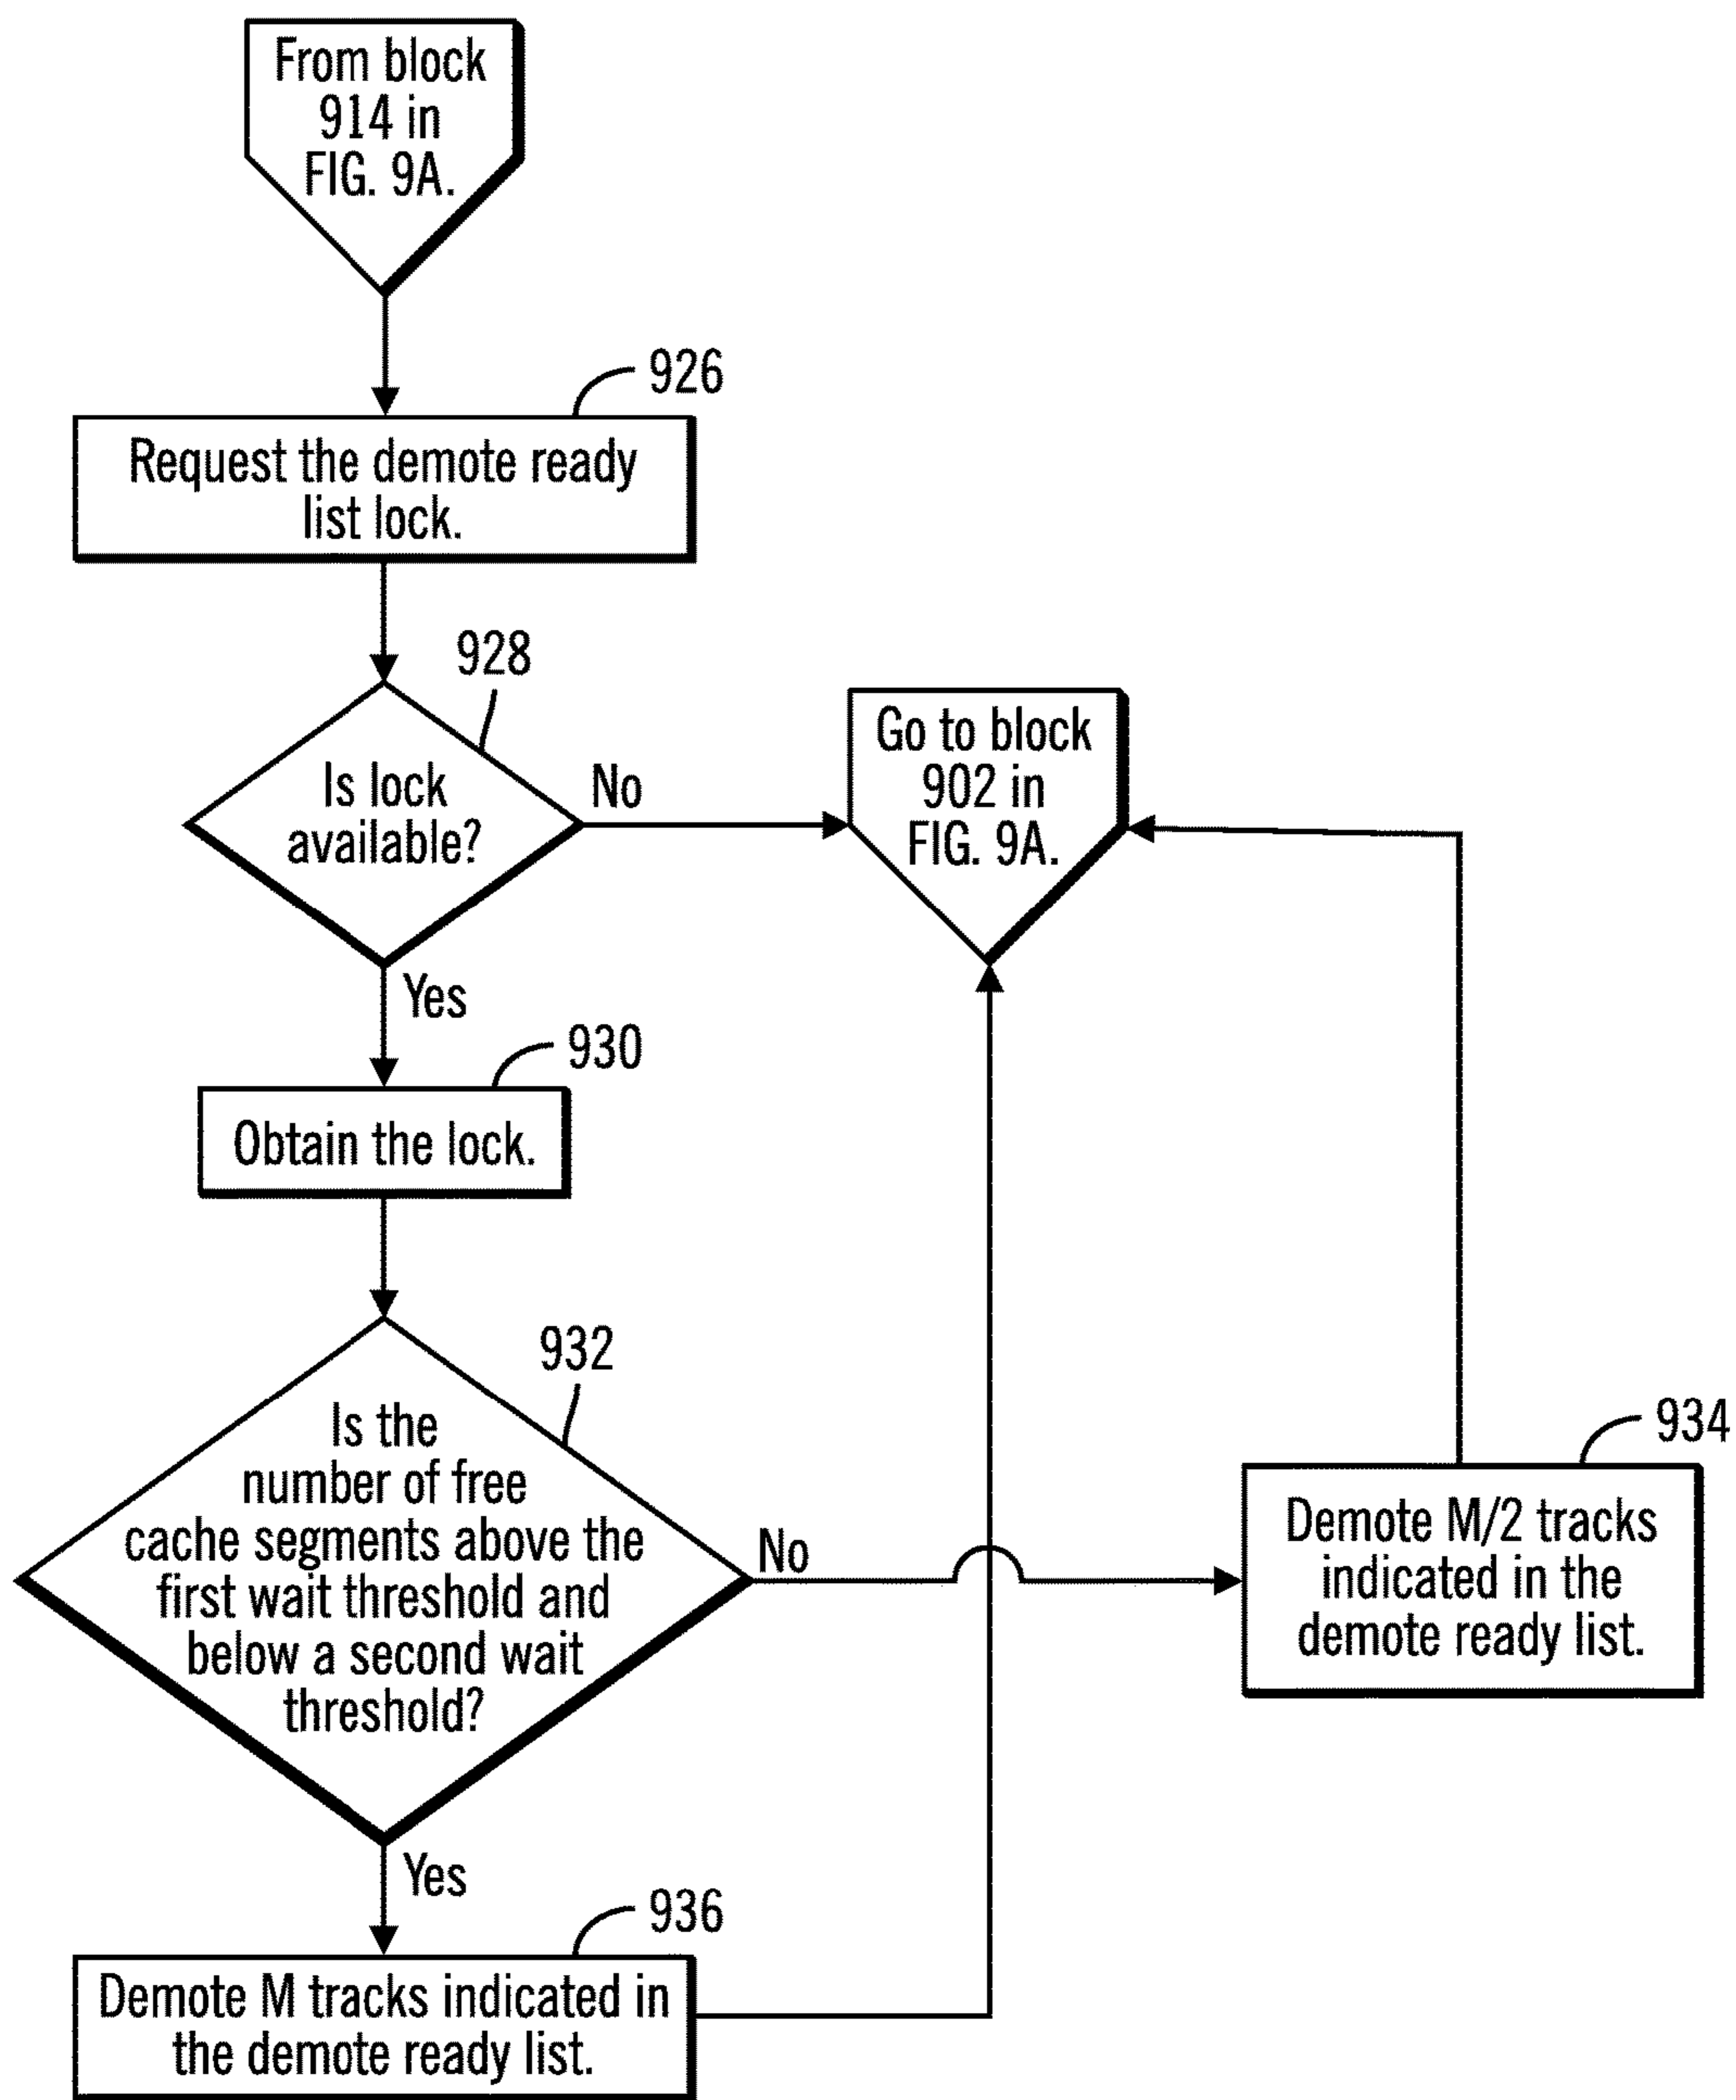 From block
914 in
FIG. 9A.
926
Request the demote ready
list lock.
928
Is lock
available?
No
Go to block
902 in
FIG. 9A.
Yes
930
Obtain the lock.
932
Is the
number of free
cache segments above the
first wait threshold and
below a second wait
threshold?
No
934
Demote M/2 tracks
indicated in the
demote ready list.
Yes
936
Demote M tracks indicated in
the demote ready list.